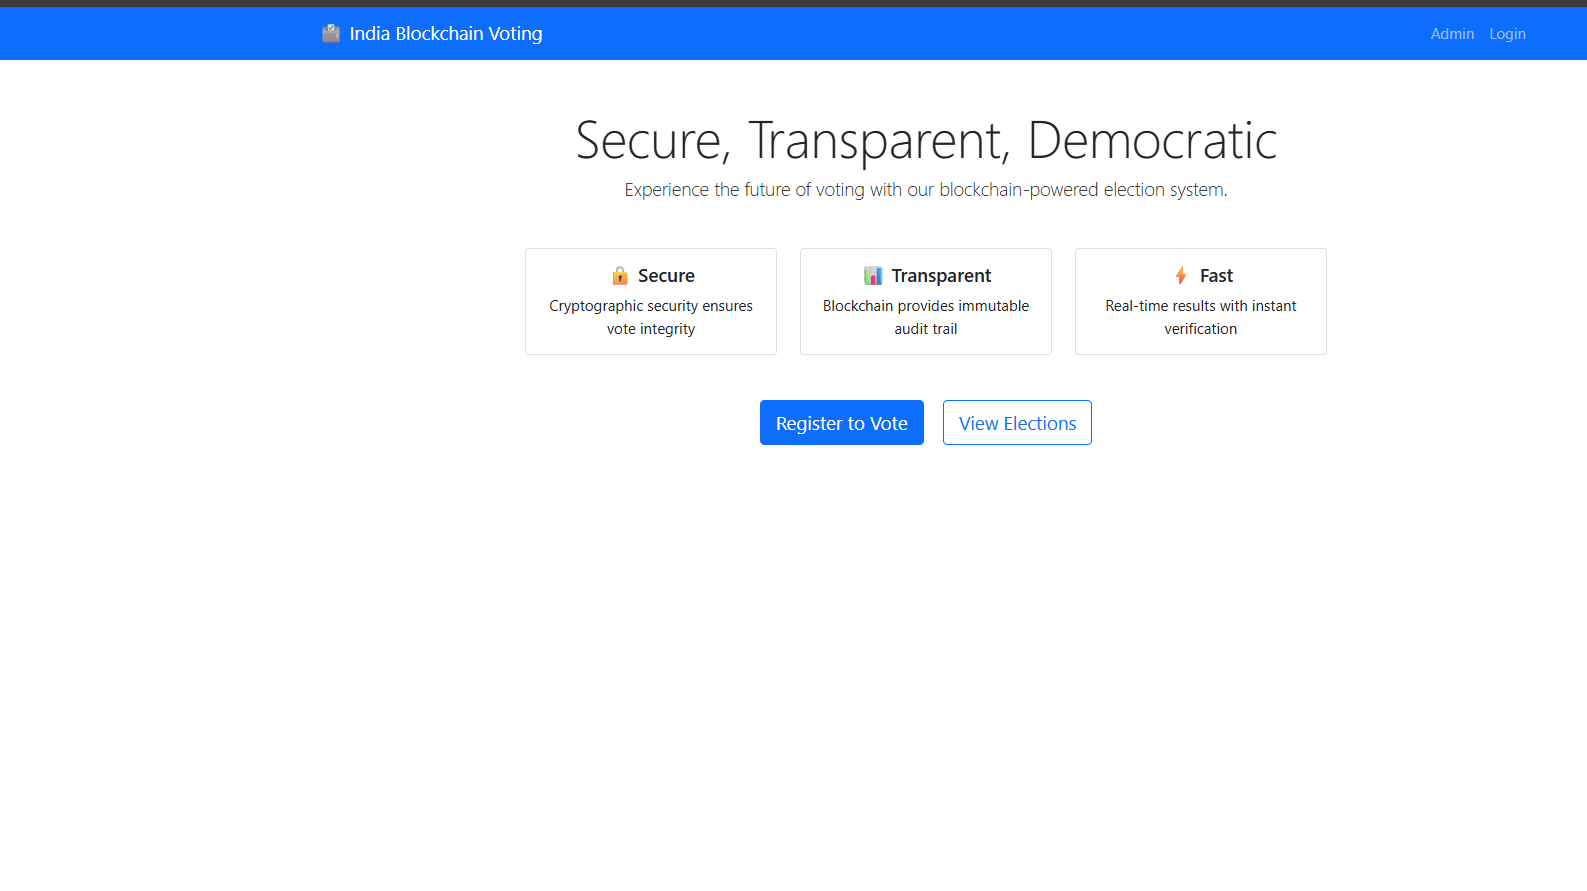 India Blockchain Voting
Admin
Login
Secure, Transparent, Democratic
Experience the future of voting with our blockchain-powered election system.
Secure
Cryptographic security ensures
vote integrity
Transparent
Blockchain provides immutable
audit trail
Fast
Real-time results with instant
verification
Register to Vote
View Elections